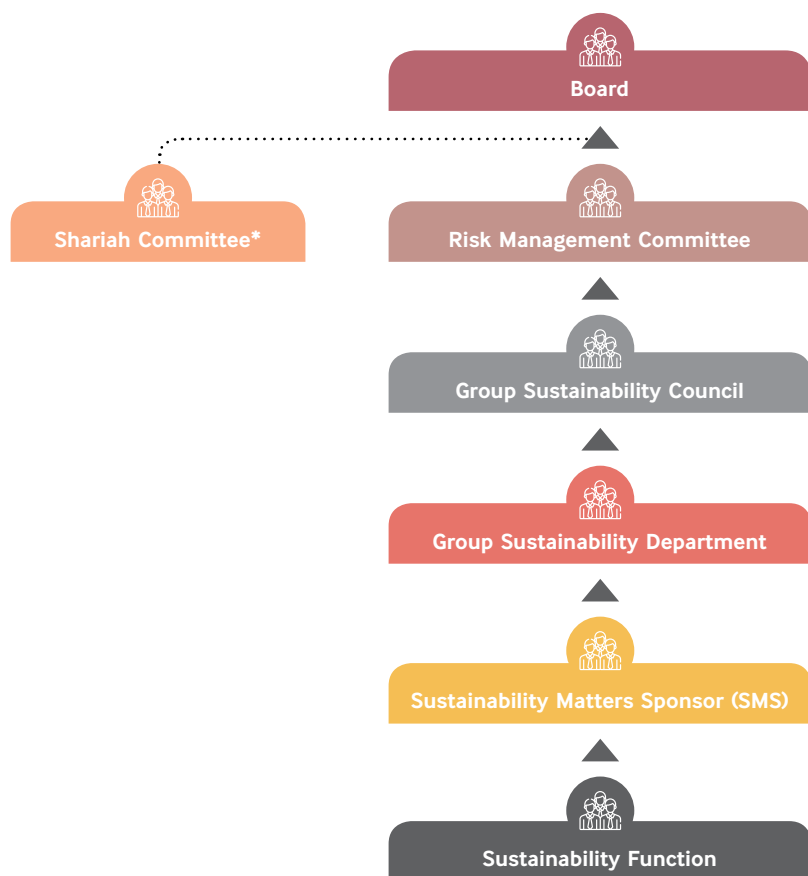 Board
Shariah Committee*
Risk Management Committee
Group Sustainability Council
Group Sustainability Department
Sustainability Matters Sponsor (SMS)
Sustainability Function